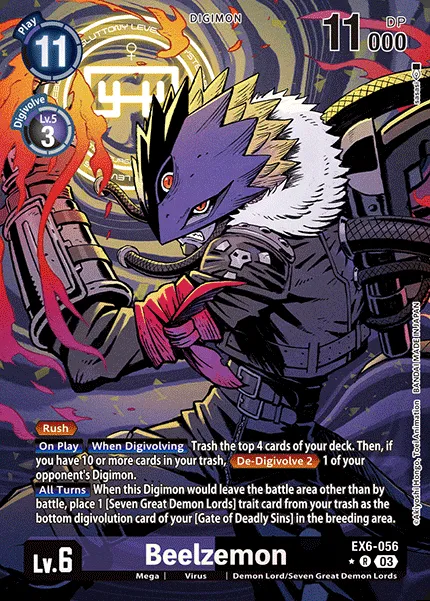 Play
11
DIGIMON
11000
DP
GLUTTONY LEVEL
Digivolve
Lv.5
3
Rush
On Play When Digivolving Trash the top 4 cards of your deck. Then, if
you have 10 or more cards in your trash, De-Digivolve 2 1 of your
opponent's Digimon.
All Turns When this Digimon would leave the battle area other than by
battle, place 1 [Seven Great Demon Lords] trait card from your trash as the
bottom digivolution card of your [Gate of Deadly Sins] in the breeding area.
Lv.6
Beelzemon
EX6-056
R 03
Mega | Virus | Demon Lord/Seven Great Demon Lords
©Akiyoshi Hongo, Toei Animation BANDAI MADE IN JAPAN